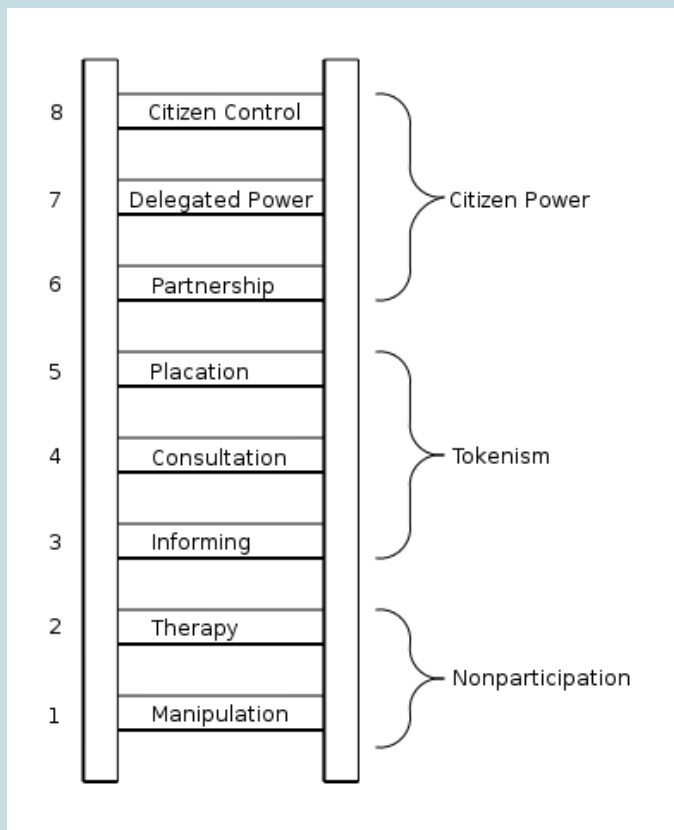 8 Citizen Control
7 Delegated Power
Citizen Power
6 Partnership
5 Placation
4 Consultation
Tokenism
3 Informing
2 Therapy
Nonparticipation
1 Manipulation